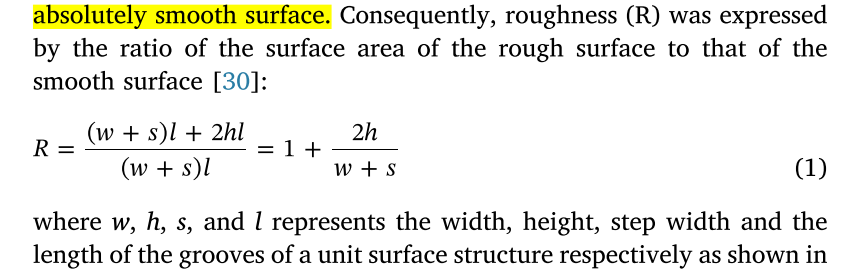 absolutely smooth surface. Consequently, roughness (R) was expressed
by the ratio of the surface area of the rough surface to that of the
smooth surface [30]:
R = (w + s)l + 2hl / (w + s)l = 1 + 2h / w + s (1)
where w, h, s, and l represents the width, height, step width and the
length of the grooves of a unit surface structure respectively as shown in